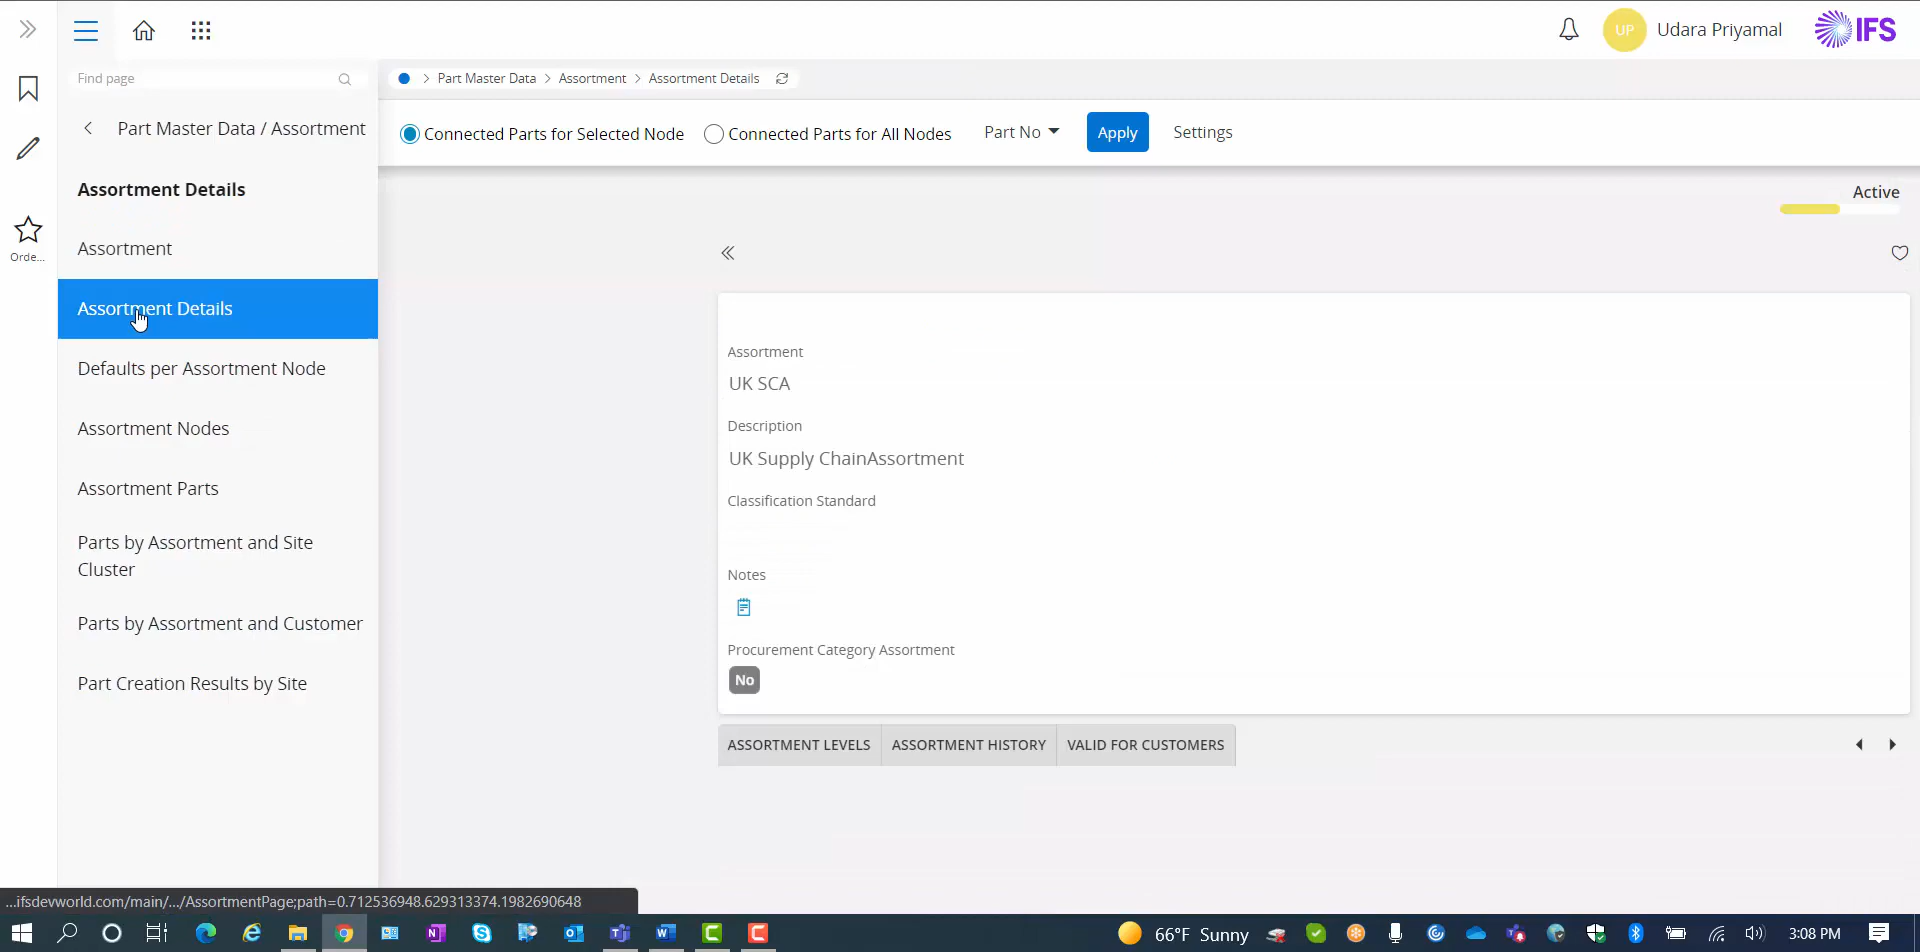 Udara Priyamal
UP
IFS
Find page
Part Master Data > Assortment > Assortment Details
Part Master Data / Assortment
Connected Parts for Selected Node
Connected Parts for All Nodes
Part No
Apply
Settings
Assortment Details
Active
Assortment
Orde...
Assortment Details
Defaults per Assortment Node
Assortment Nodes
Assortment Parts
Parts by Assortment and Site
Cluster
Parts by Assortment and Customer
Part Creation Results by Site
Assortment
UK SCA
Description
UK Supply ChainAssortment
Classification Standard
Notes
Procurement Category Assortment
No
ASSORTMENT LEVELS
ASSORTMENT HISTORY
VALID FOR CUSTOMERS
...ifsdevworld.com/main/.../AssortmentPage;path=0.712536948.629313374.1982690648
66°F Sunny
3:08 PM